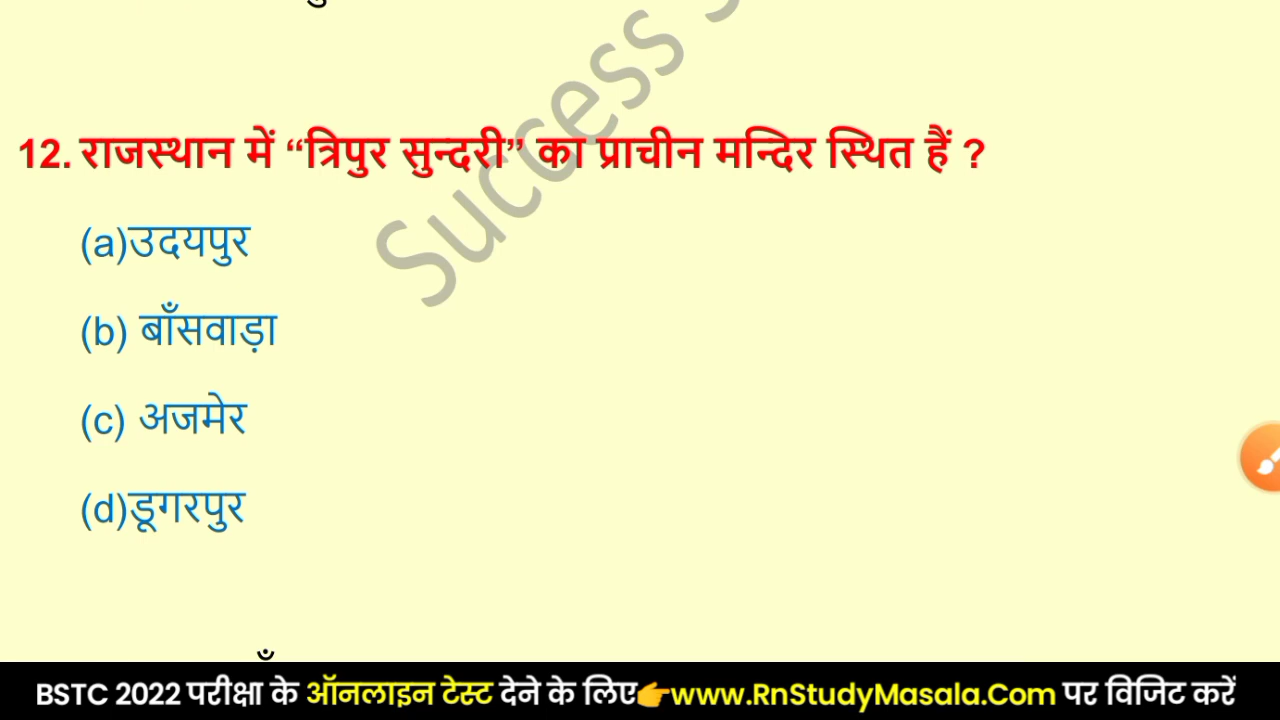 12. राजस्थान में “त्रिपुर सुन्दरी” का प्राचीन मन्दिर स्थित हैं ?
Success
(a)उदयपुर
(b) बाँसवाड़ा
(c) अजमेर
(d)डूगरपुर
BSTC 2022 परीक्षा के ऑनलाइन टेस्ट देने के लिए👉www.RnStudyMasala.Com पर विजिट करें